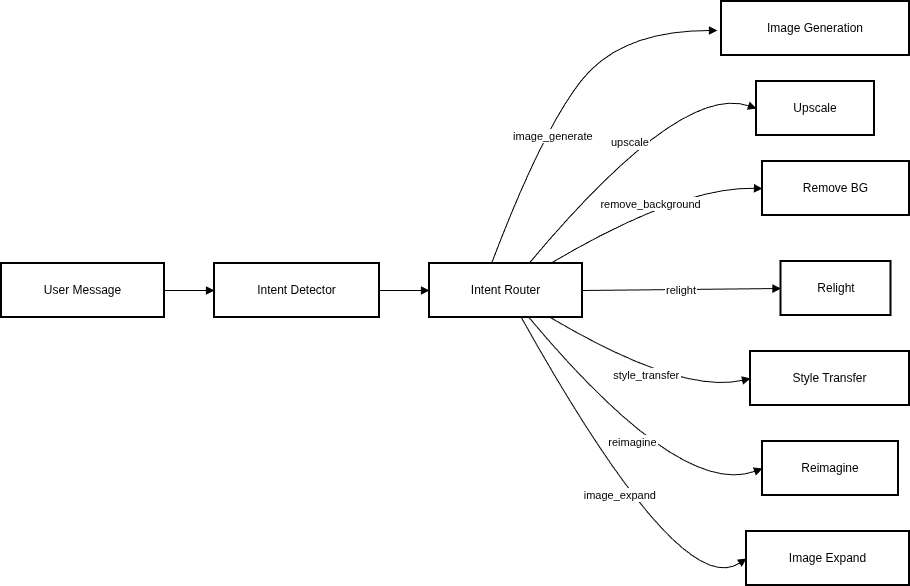 Image Generation
image_generate
Upscale
upscale
Remove BG
remove_background
User Message
Intent Detector
Intent Router
relight
Relight
style_transfer
Style Transfer
reimagine
Reimagine
image_expand
Image Expand